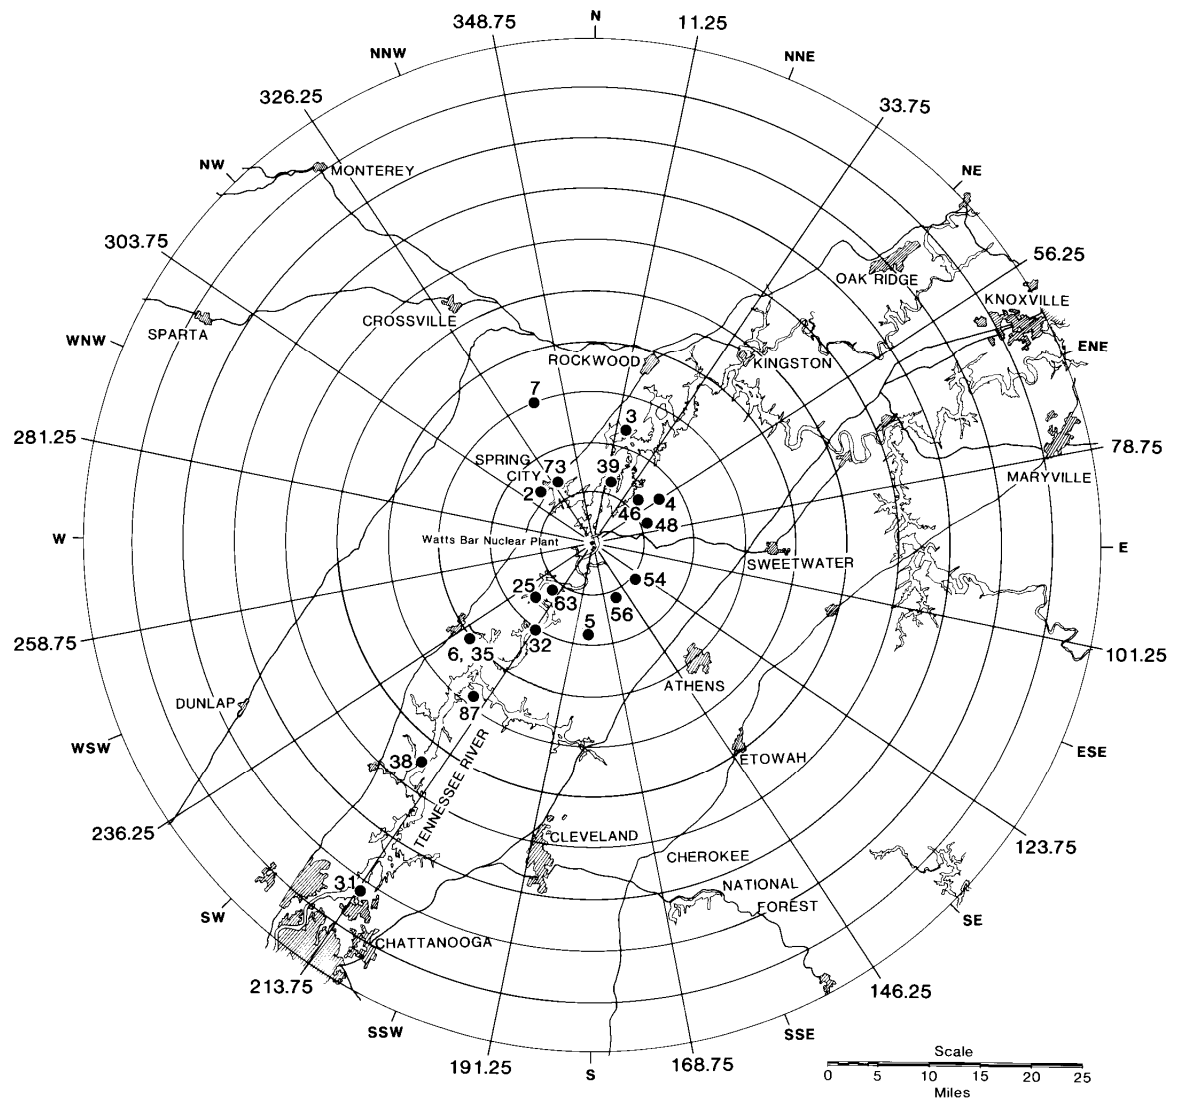 N
348.75
11.25
NNW
NNE
326.25
33.75
NW
MONTEREY
NE
303.75
56.25
OAK RIDGE
KNOXVILLE
SPARTA
CROSSVILLE
WNW
ENE
ROCKWOOD
KINGSTON
7
3
281.25
78.75
SPRING
CITY
73
39
MARYVILLE
2
46
4
48
W
Watts Bar Nuclear Plant
E
SWEETWATER
25
63
54
56
5
32
258.75
6, 35
101.25
ATHENS
DUNLAP
87
WSW
ESE
38
TENNESSEE RIVER
ETOWAH
236.25
CLEVELAND
123.75
CHEROKEE
NATIONAL
FOREST
31
SW
SE
CHATTANOOGA
213.75
146.25
SSW
SSE
191.25
S
168.75
Scale
0 5 10 15 20 25
Miles